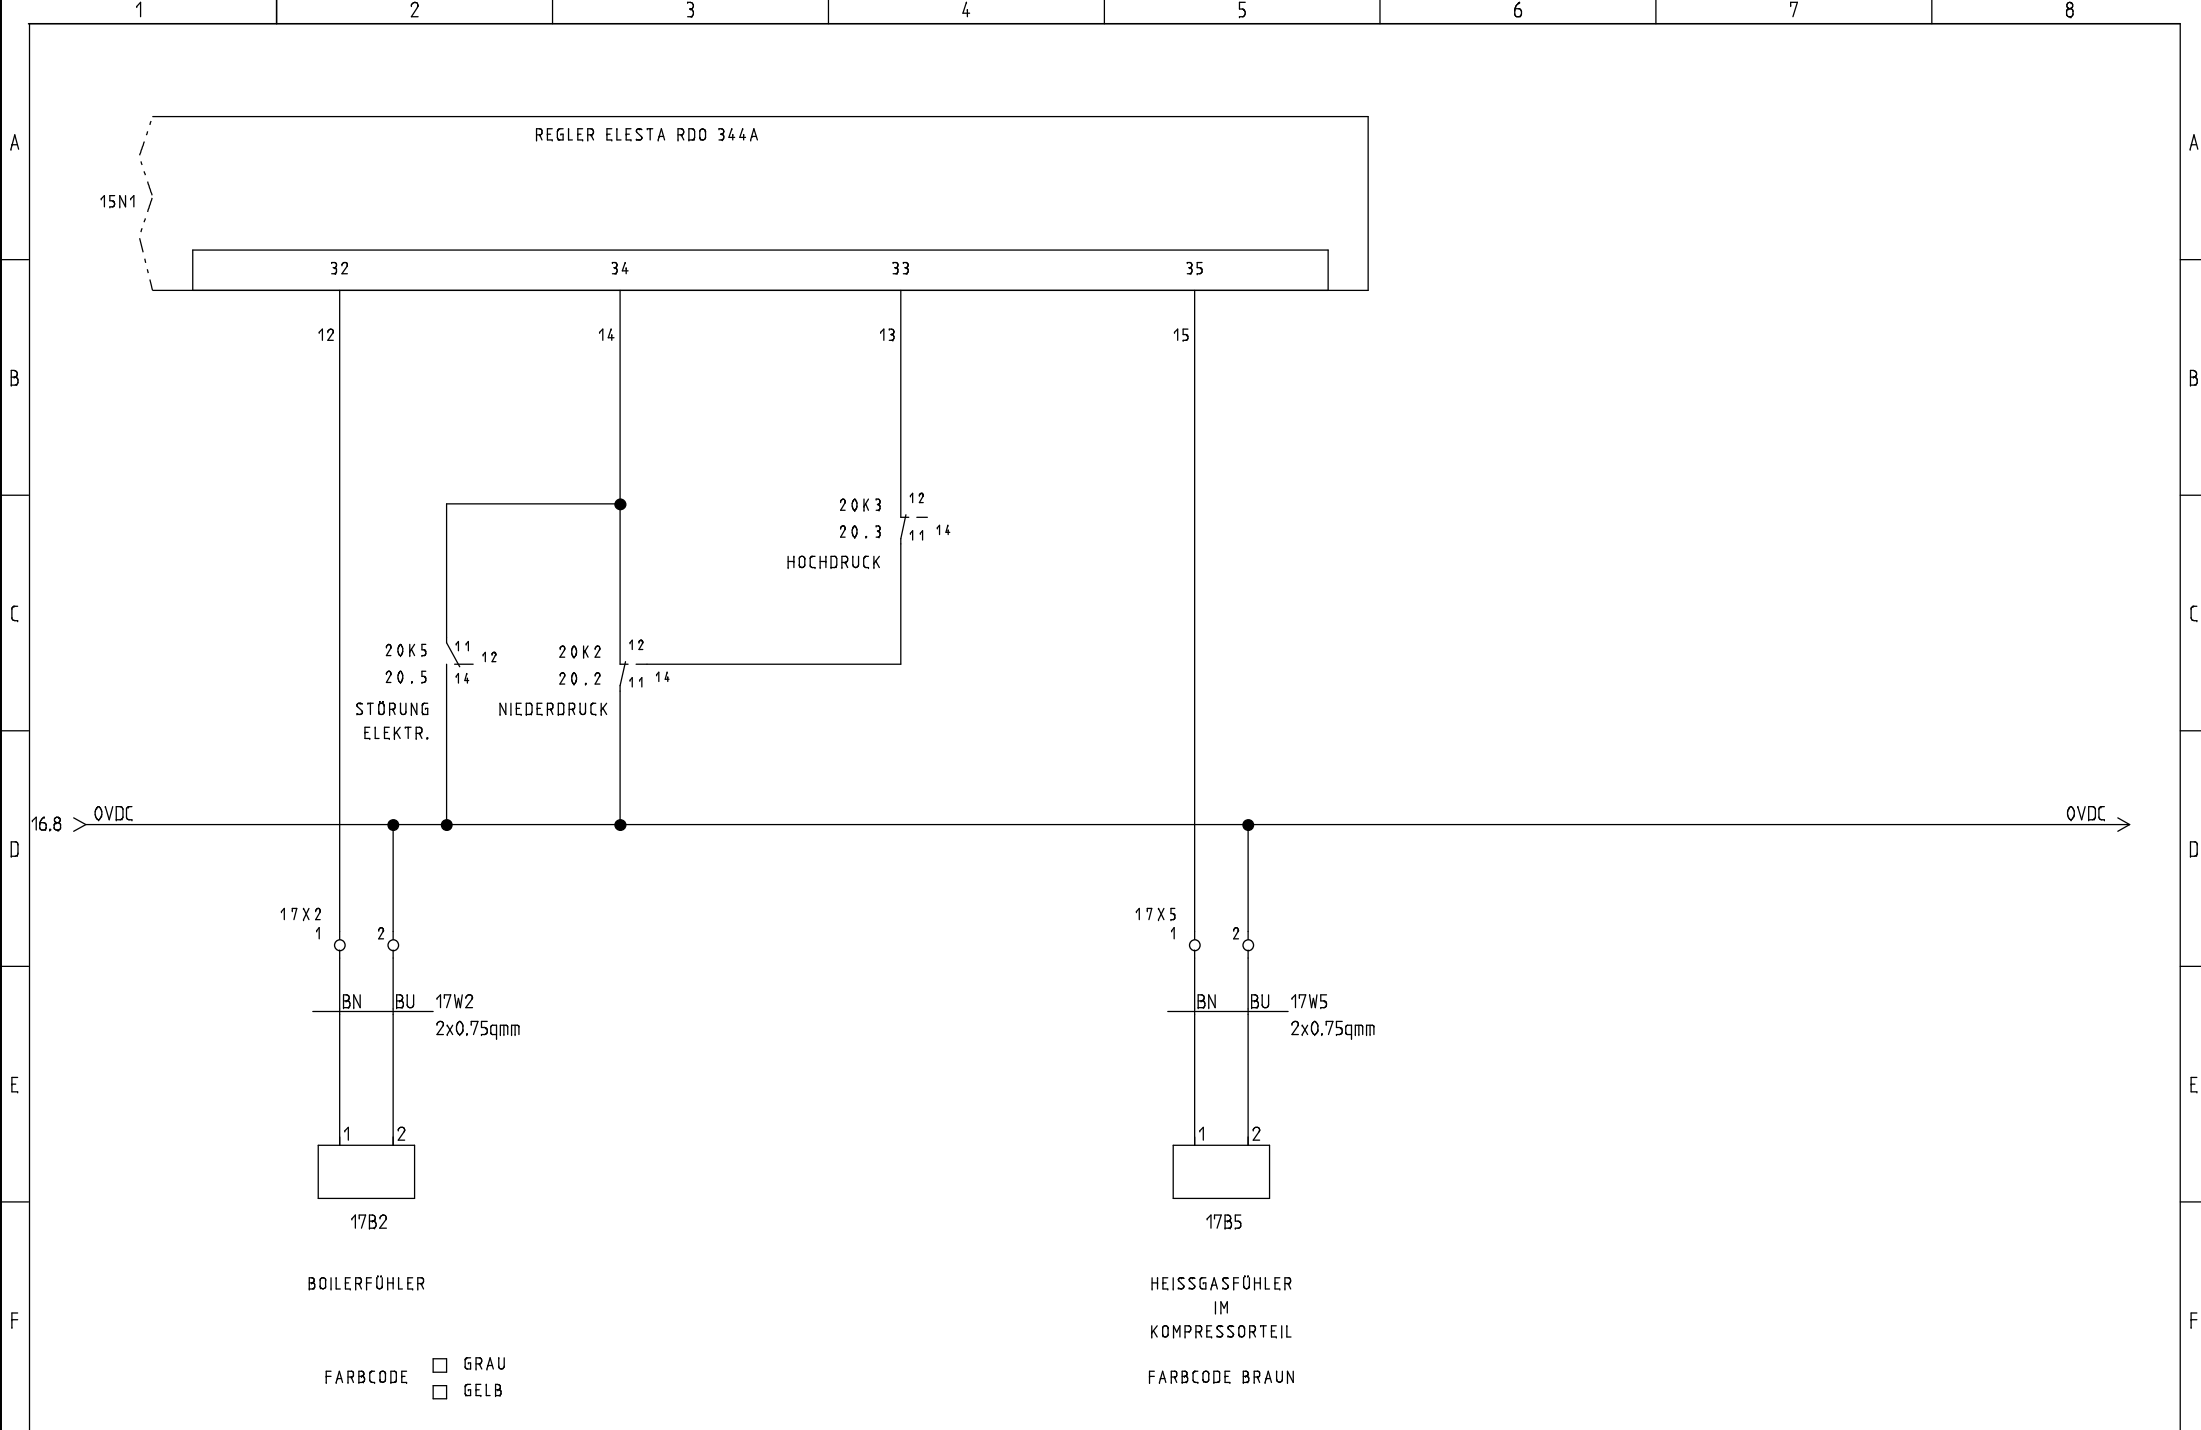 1 2 3 4 5 6 7 8
A REGLER ELESTA RDO 344A A
15N1
32 34 33 35
12 14 13 15
B B
20K3 12
20.3 11 14
HOCHDRUCK
C C
20K5 11 12
20.5 14
STÖRUNG
ELEKTR.
20K2 12
20.2 11 14
NIEDERDRUCK
16.8 0VDC 0VDC
D D
17X2 17X5
1 2 1 2
BN BU 17W2 BN BU 17W5
2x0.75qmm 2x0.75qmm
E E
1 2 1 2
17B2 17B5
BOILERFÜHLER
HEISSGASFÜHLER
IM
KOMPRESSORTEIL
F F
FARBCODE GRAU
GELB
FARBCODE BRAUN